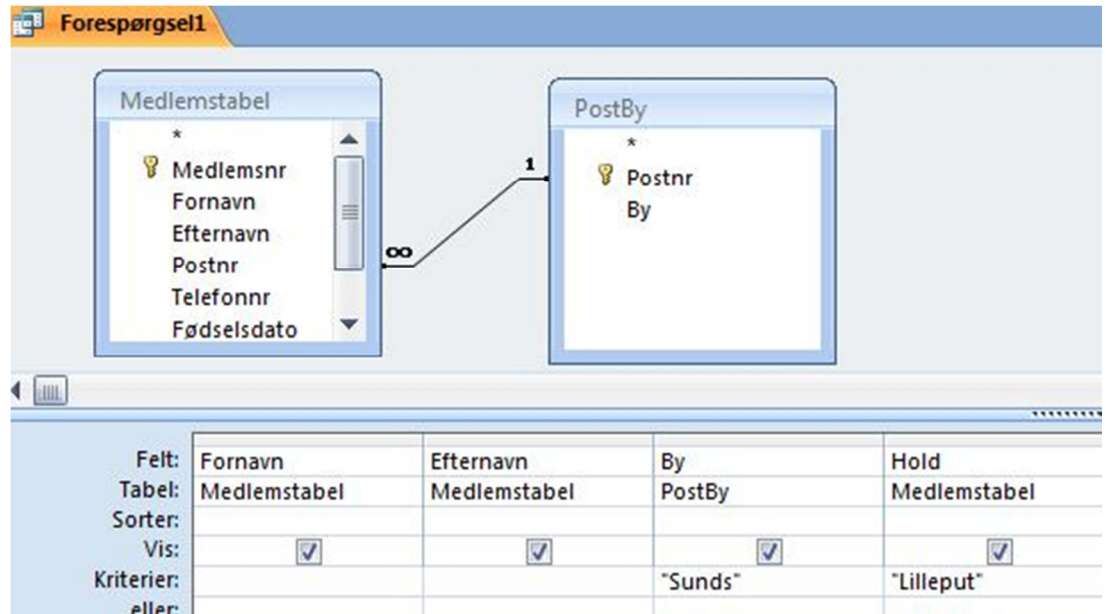 Forespørgsel1
Medlemstabel
*
Medlemsnr
Fornavn
Efternavn
Postnr
Telefonnr
Fødselsdato
∞
1
PostBy
*
Postnr
By
Felt: Fornavn Efternavn By Hold
Tabel: Medlemstabel Medlemstabel PostBy Medlemstabel
Sorter:
Vis:
Kriterier: "Sunds" "Lilleput"
eller: